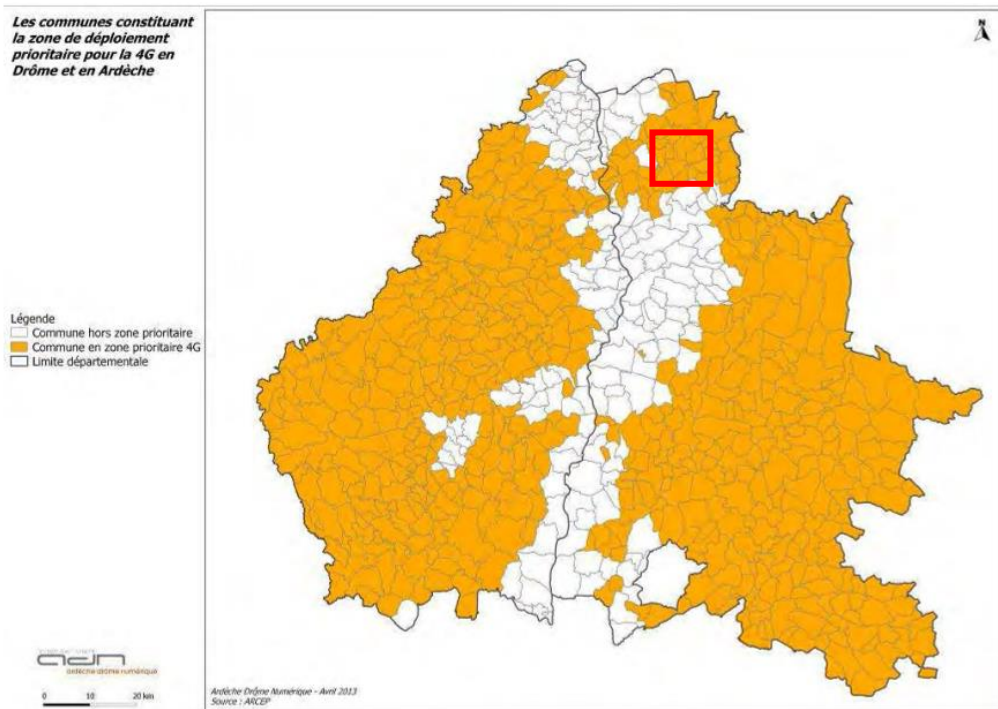 Les communes constituant
la zone de déploiement
prioritaire pour la 4G en
Drôme et en Ardèche
N
Légende
Commune hors zone prioritaire
Commune en zone prioritaire 4G
Limite départementale
adn
ardèche drôme numérique
0 10 20 km
Ardèche Drôme Numérique - Avril 2013
Source : ARCEP